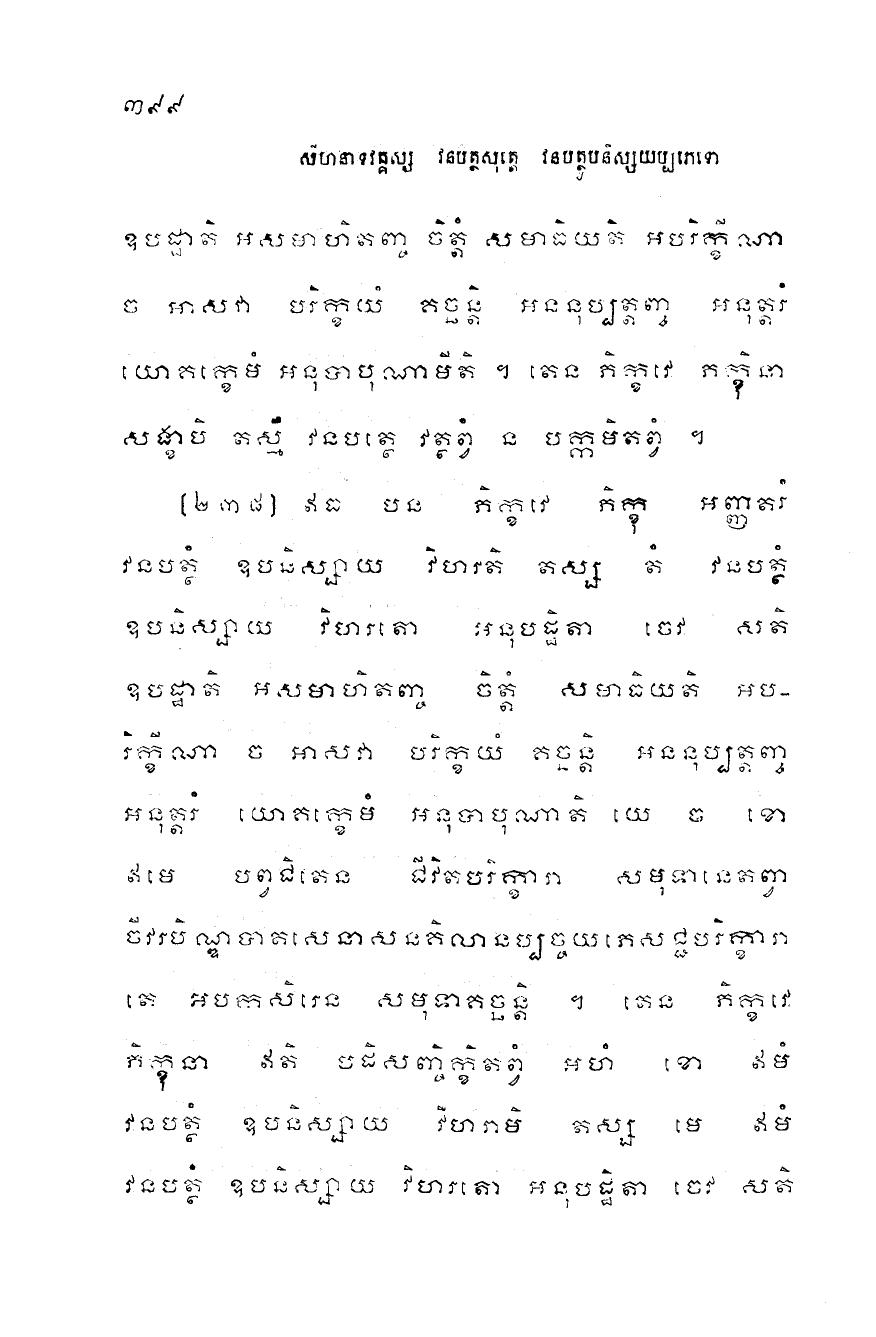 ៣៩៩
សីហនាទវគ្គស្ស វនបត្ថសុត្តេ វនបត្ថូបនិស្សយប្បភេទោ
ឧបដ្ឋាតិ អសមាហិតញ្ច ចិត្តំ សមាធិយតិ អបរិក្ខីណា
ច អាសវា បរិក្ខយំ គច្ឆន្តិ អននុប្បត្តញ្ច អនុត្តរំ
យោគក្ខេមំ អនុបាបុណាមីតិ ។ តេន ភិក្ខវេ ភិក្ខុនា
សង្ខាបិ តស្មឹ វនបត្ថេ វត្ថព្វំ ន បក្កមិតព្វំ ។
[២៣៨] ឥធ បន ភិក្ខវេ ភិក្ខុ អញ្ញតរំ
វនបត្ថំ ឧបនិស្សាយ វិហរតិ តស្ស តំ វនបត្ថំ
ឧបនិស្សាយ វិហរតោ អនុបដ្ឋិតា ចេវ សតិ
ឧបដ្ឋាតិ អសមាហិតញ្ច ចិត្តំ សមាធិយតិ អប-
រិក្ខីណា ច អាសវា បរិក្ខយំ គច្ឆន្តិ អននុប្បត្តញ្ច
អនុត្តរំ យោគក្ខេមំ អនុបាបុណាតិ យេ ច ខោ
ឥមេ បព្វជិតេន ជីវិតបរិក្ខារា សមុទានេតព្វា
ចីវរបិណ្ឌបាតសេនាសនគិលានប្បច្ចយភេសជ្ជបរិក្ខារា
តេ អបកកសិរេន សមុទាគច្ឆន្តិ ។ តេន ភិក្ខវេ
ភិក្ខុនា ឥតិ បដិសញ្ចិក្ខិតព្វំ អហំ ខោ ឥមំ
វនបត្ថំ ឧបនិស្សាយ វិហរាមិ តស្ស មេ ឥមំ
វនបត្ថំ ឧបនិស្សាយ វិហរតោ អនុបដ្ឋិតា ចេវ សតិ